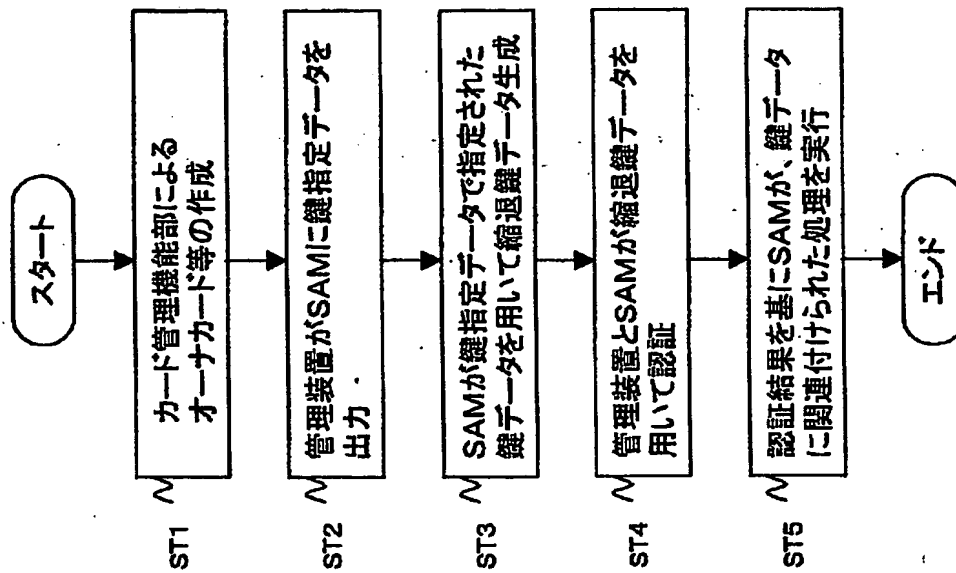 スタート
ST1
カード管理機能部による
オーナカード等の作成
ST2
管理装置がSAMに鍵指定データを
出力
ST3
SAMが鍵指定データで指定された
鍵データを用いて縮退鍵データ生成
ST4
管理装置とSAMが縮退鍵データを
用いて認証
ST5
認証結果を基にSAMが、鍵データ
に関連付けられた処理を実行
エンド